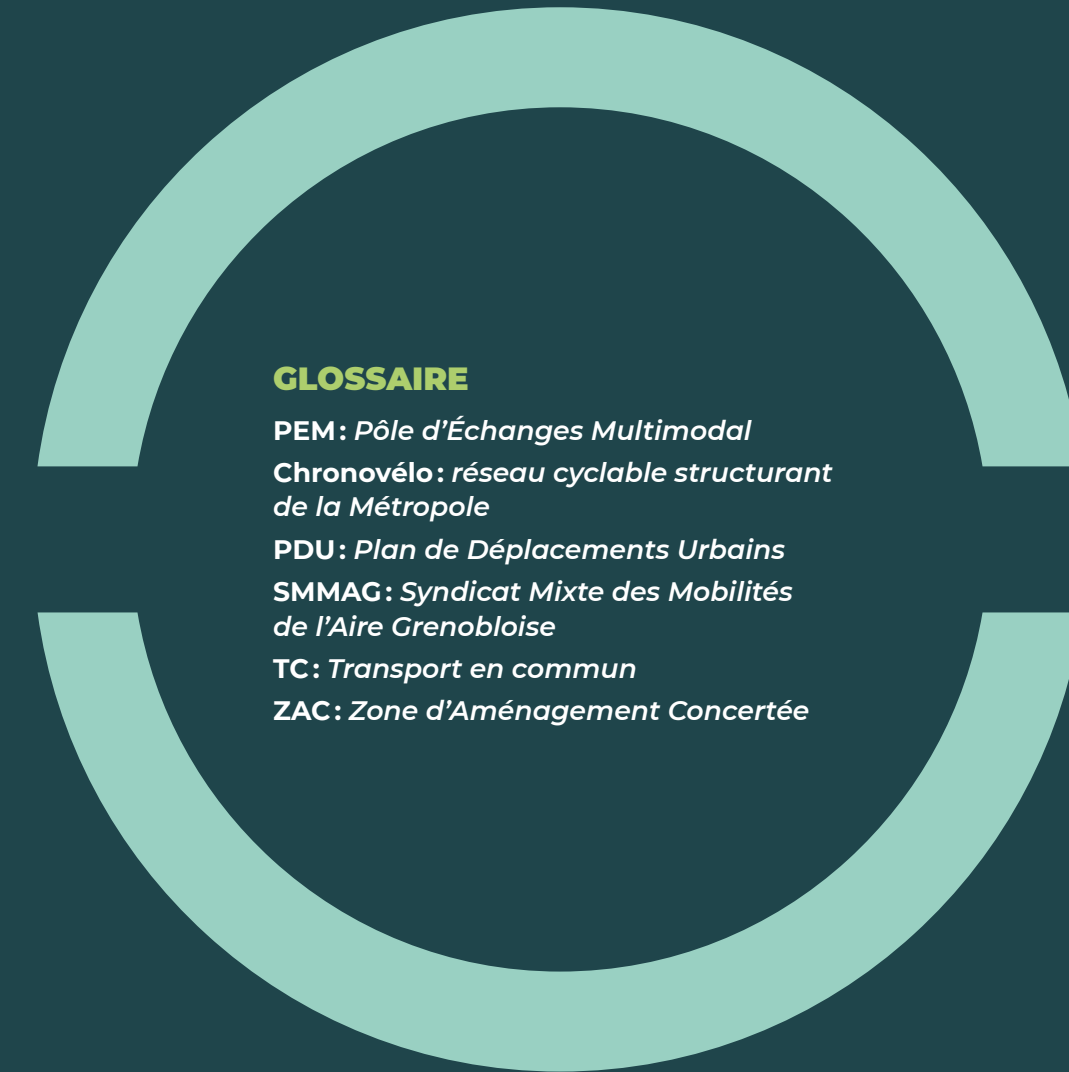 GLOSSAIRE
PEM : Pôle d’Échanges Multimodal
Chronovélo : réseau cyclable structurant
de la Métropole
PDU : Plan de Déplacements Urbains
SMMAG : Syndicat Mixte des Mobilités
de l’Aire Grenobloise
TC : Transport en commun
ZAC : Zone d’Aménagement Concertée